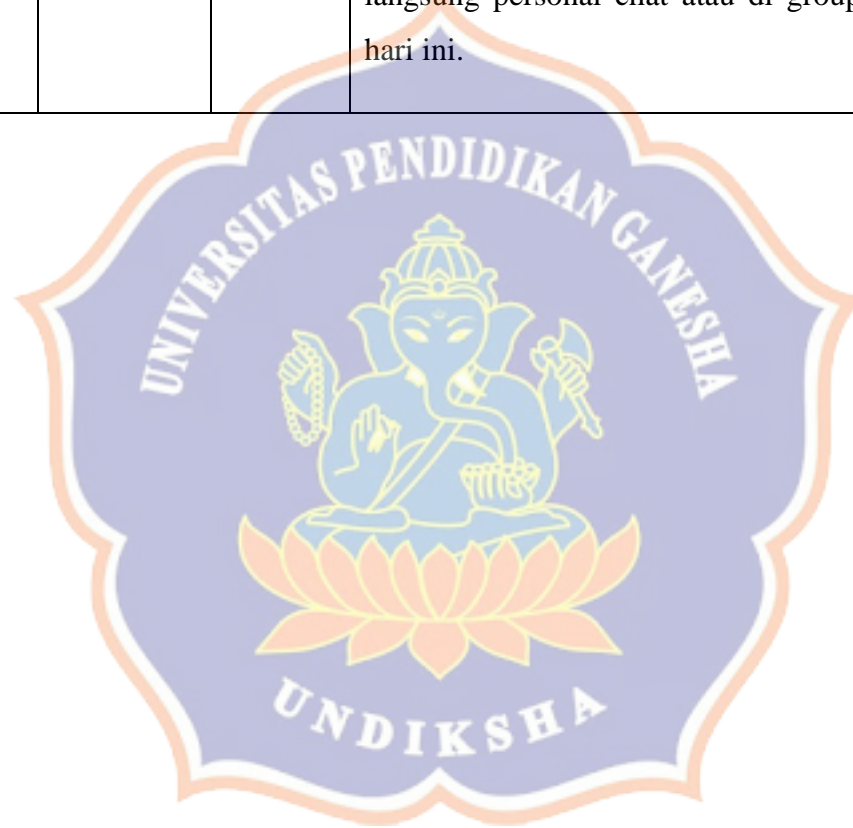 langsung personal chat atau di group
hari ini.
UNIVERSITAS PENDIDIKAN GANESHA
UNDIKSHA